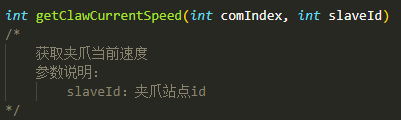 int getClawCurrentSpeed(int comIndex, int slaveId)
/*
获取夹爪当前速度
参数说明:
slaveId: 夹爪站点id
*/